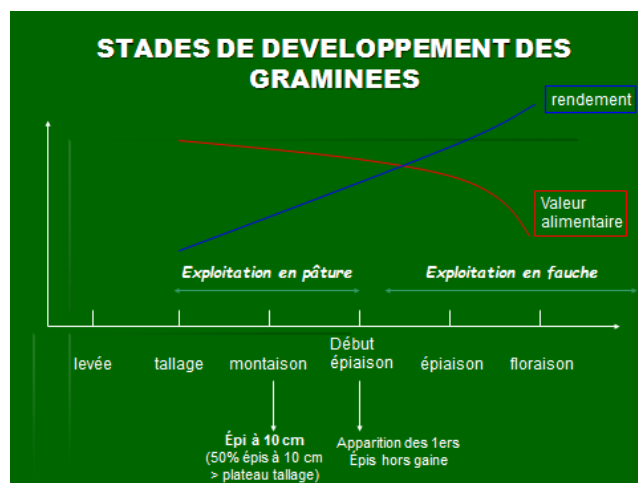 STADES DE DEVELOPPEMENT DES
GRAMINEES
rendement
Valeur
alimentaire
Exploitation en pâture
Exploitation en fauche
levée
tallage
montaison
Début
épiaison
épiaison
floraison
Épi à 10 cm
(50% épis à 10 cm
> plateau tallage)
Apparition des 1ers
Épis hors gaine